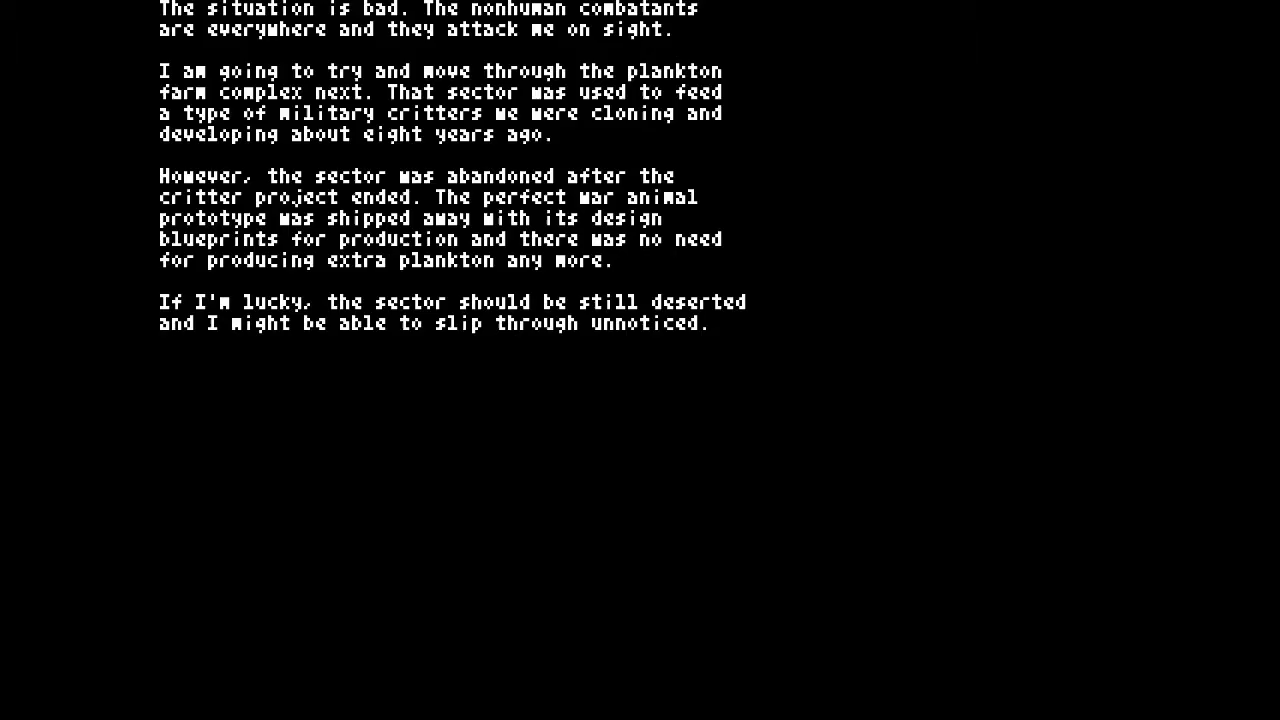 The situation is bad. The nonhuman combatants
are everywhere and they attack me on sight.
I am going to try and move through the plankton
farm complex next. That sector was used to feed
a type of military critters we were cloning and
developing about eight years ago.
However, the sector was abandoned after the
critter project ended. The perfect war animal
prototype was shipped away with its design
blueprints for production and there was no need
for producing extra plankton any more.
If I'm lucky, the sector should be still deserted
and I might be able to slip through unnoticed.